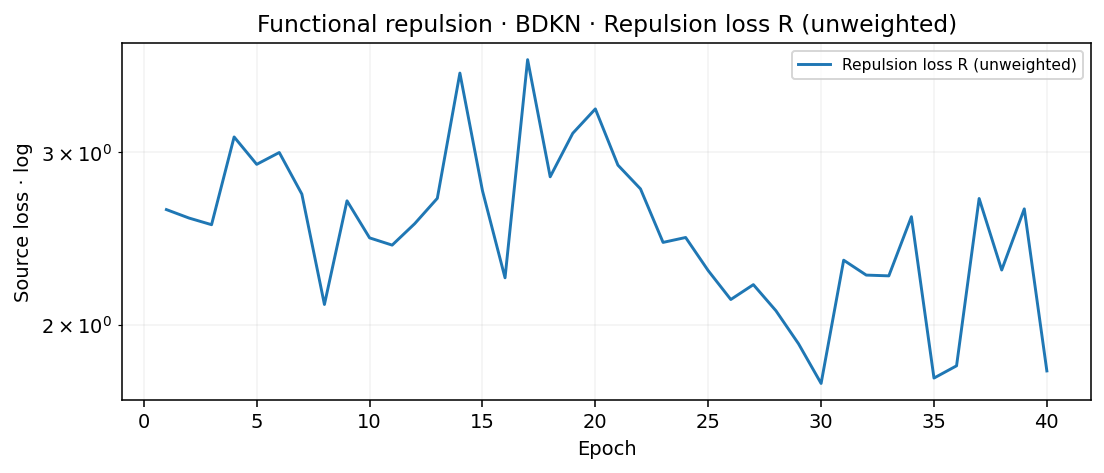 Functional repulsion · BDKN · Repulsion loss R (unweighted)
Repulsion loss R (unweighted)
Source loss · log
3 × 10⁰
2 × 10⁰
0 5 10 15 20 25 30 35 40
Epoch